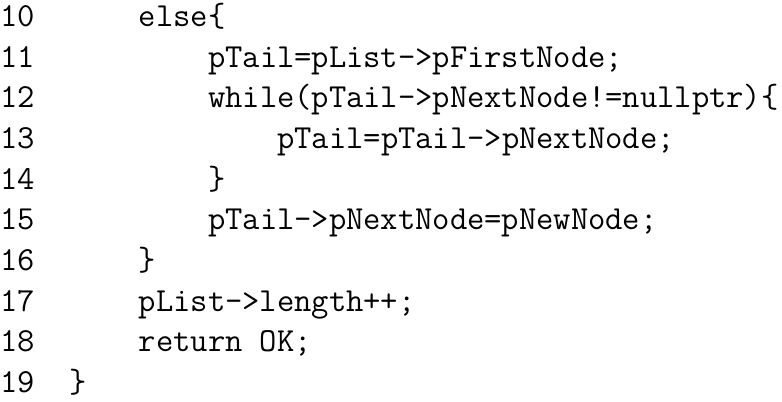 10      else{
11          pTail=pList->pFirstNode;
12          while(pTail->pNextNode!=nullptr){
13              pTail=pTail->pNextNode;
14          }
15          pTail->pNextNode=pNewNode;
16      }
17      pList->length++;
18      return OK;
19  }